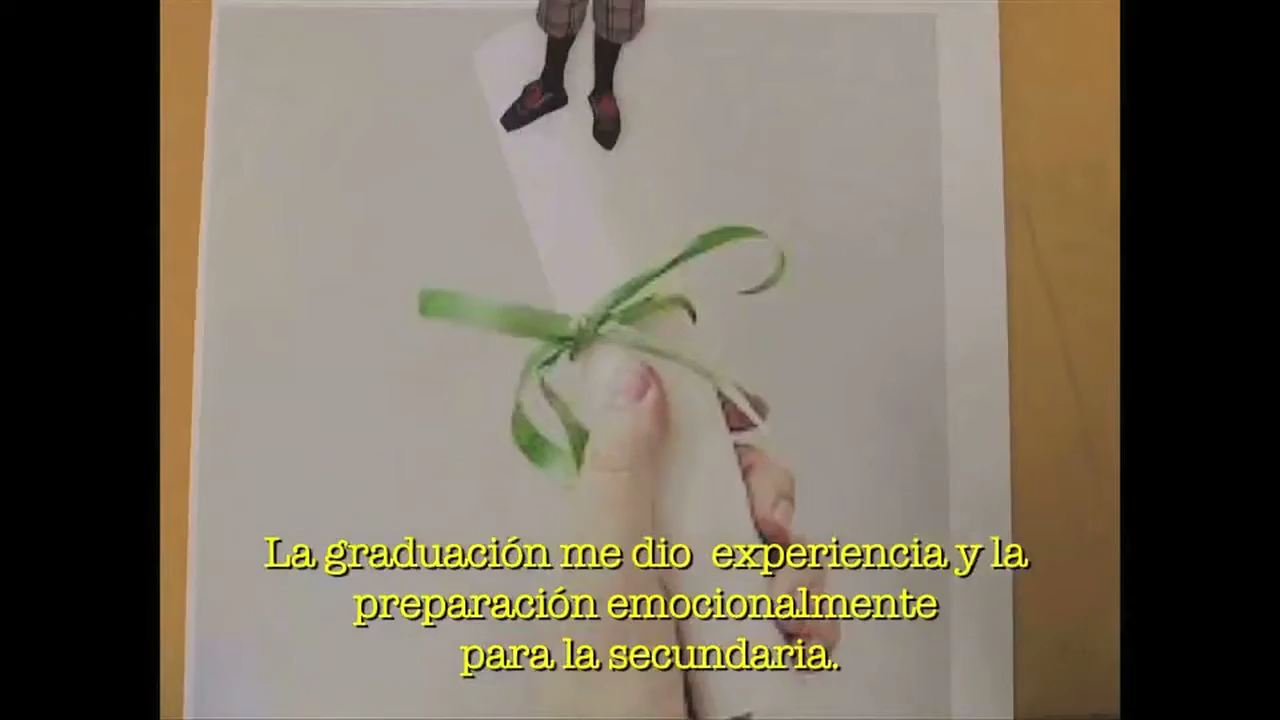 La graduación me dio  experiencia y la
preparación emocionalmente
para la secundaria.